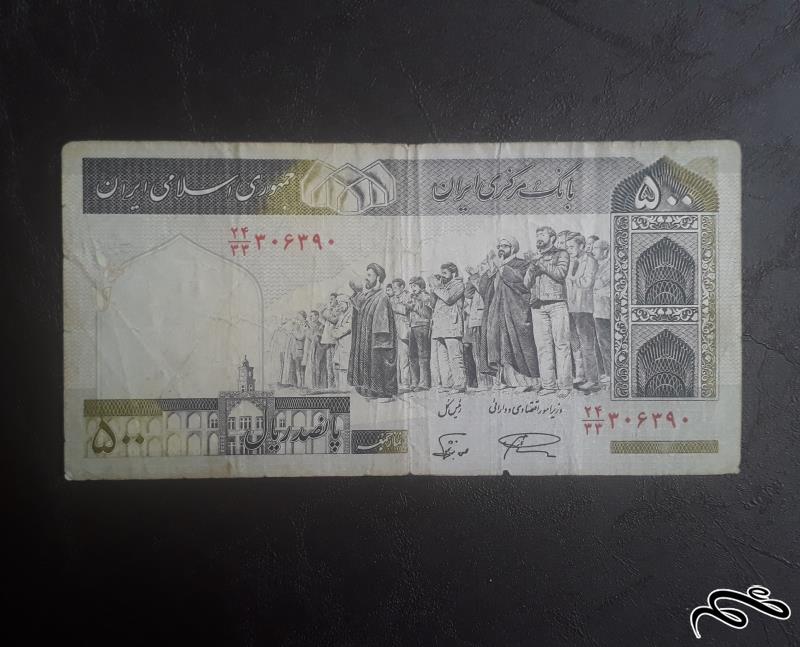 بانک مرکزی ایران
جمهوری اسلامی ایران
۵۰۰
۲۴/۳۳ ۳۰۶۳۹۰
وزیر امور اقتصادی و دارائی
رئیس کل
۲۴/۳۳ ۳۰۶۳۹۰
۵۰۰
پانصد ریال